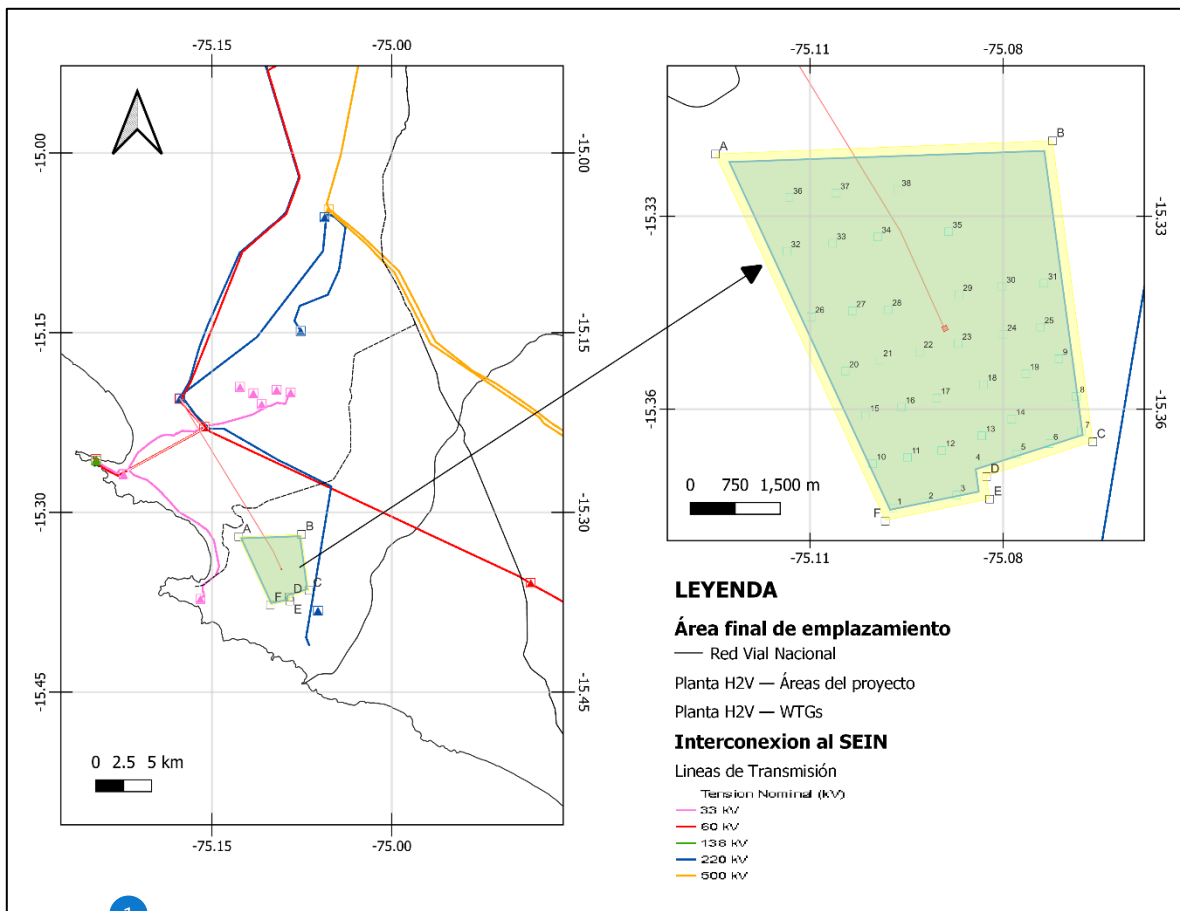 -75.15
-75.00
-15.00
-15.00
-15.15
-15.15
-15.30
-15.30
-15.45
-15.45
A
B
C
D
E
F
0 2.5 5 km
-75.15
-75.00
-75.11
-75.08
A
B
-15.33
-15.33
36
37
38
32
33
34
35
26
27
28
29
30
31
20
21
22
23
24
25
15
16
17
18
19
9
8
10
11
12
13
14
7
C
4
5
6
D
E
1
2
3
F
-15.36
-15.36
0 750 1,500 m
-75.11
-75.08
LEYENDA
Área final de emplazamiento
Red Vial Nacional
Planta H2V — Áreas del proyecto
Planta H2V — WTGs
Interconexion al SEIN
Lineas de Transmisión
Tension Nominal (kV)
33 kV
60 kV
138 kV
220 kV
500 kV